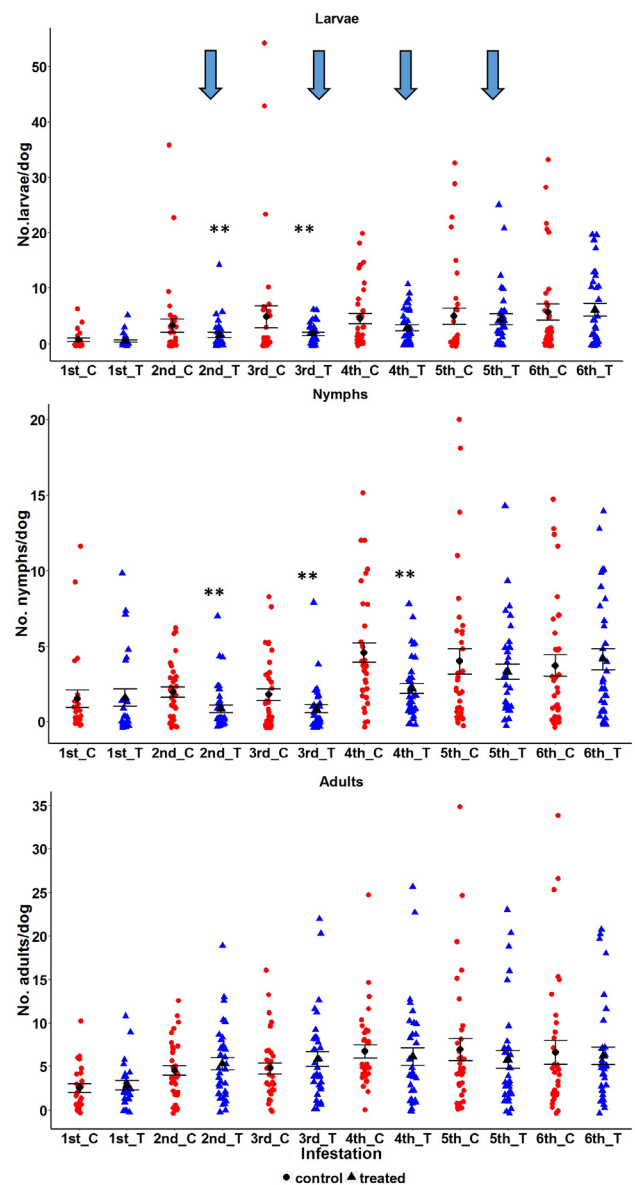 Larvae
No.larvae/dog
50
40
30
20
10
0
** **
1st_C 1st_T 2nd_C 2nd_T 3rd_C 3rd_T 4th_C 4th_T 5th_C 5th_T 6th_C 6th_T
Nymphs
No. nymphs/dog
20
15
10
5
0
** ** **
1st_C 1st_T 2nd_C 2nd_T 3rd_C 3rd_T 4th_C 4th_T 5th_C 5th_T 6th_C 6th_T
Adults
No. adults/dog
35
30
25
20
15
10
5
0
1st_C 1st_T 2nd_C 2nd_T 3rd_C 3rd_T 4th_C 4th_T 5th_C 5th_T 6th_C 6th_T
Infestation
control treated